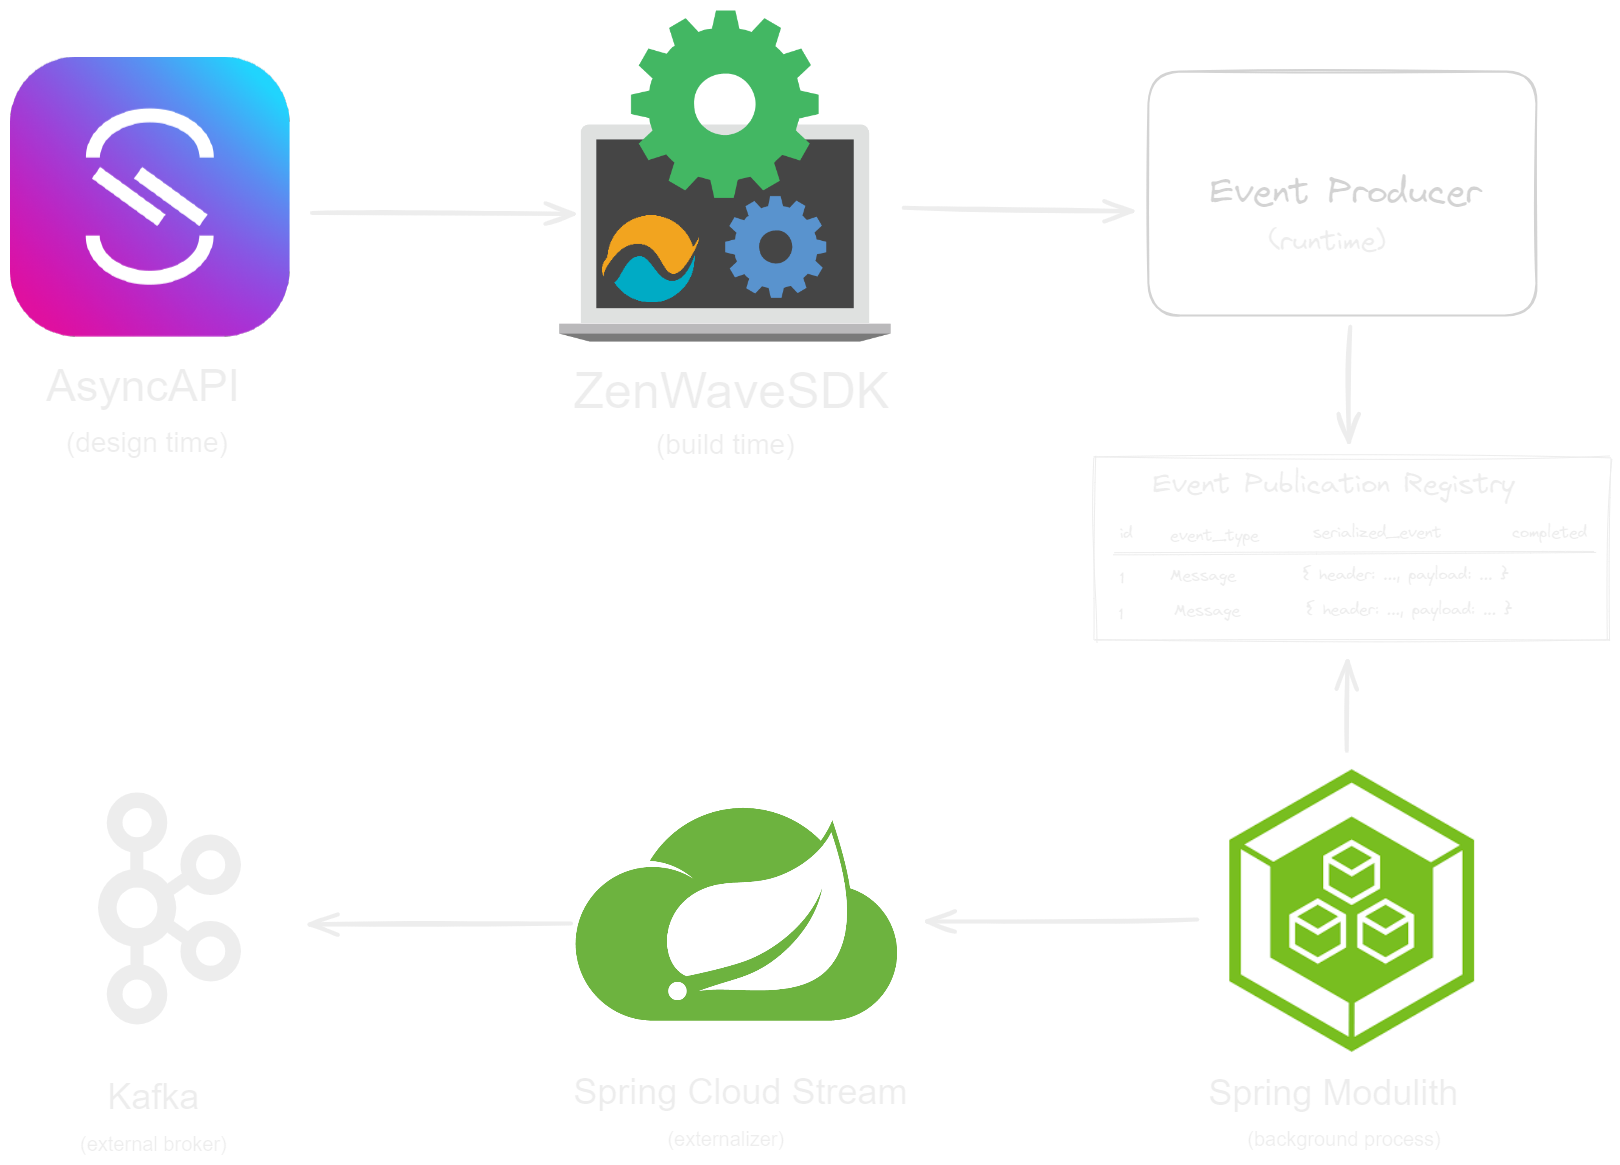 Event Producer
(runtime)
AsyncAPI
(design time)
ZenWaveSDK
(build time)
Event Publication Registry
id event_type serialized_event completed
1 Message { header: ..., payload: ... }
1 Message { header: ..., payload: ... }
Kafka
(external broker)
Spring Cloud Stream
(externalizer)
Spring Modulith
(background process)